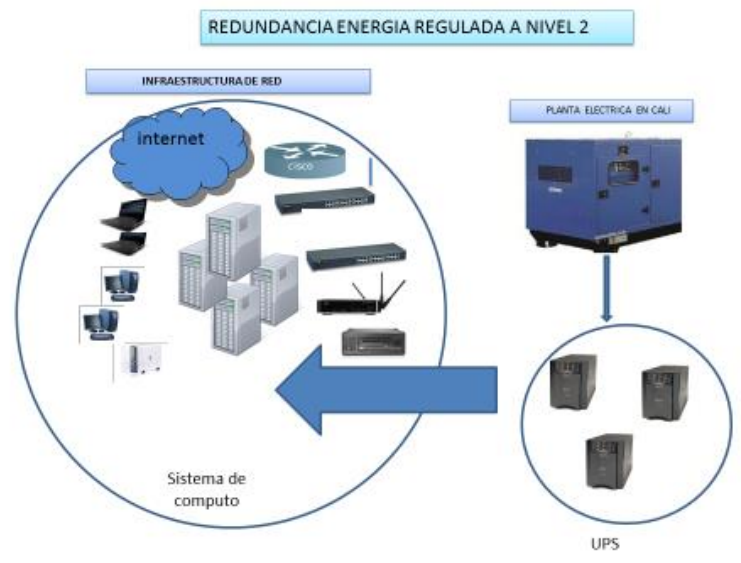 REDUNDANCIA ENERGIA REGULADA A NIVEL 2
INFRAESTRUCTURA DE RED
PLANTA ELECTRICA EN CALI
internet
CISCO
Sistema de
computo
UPS